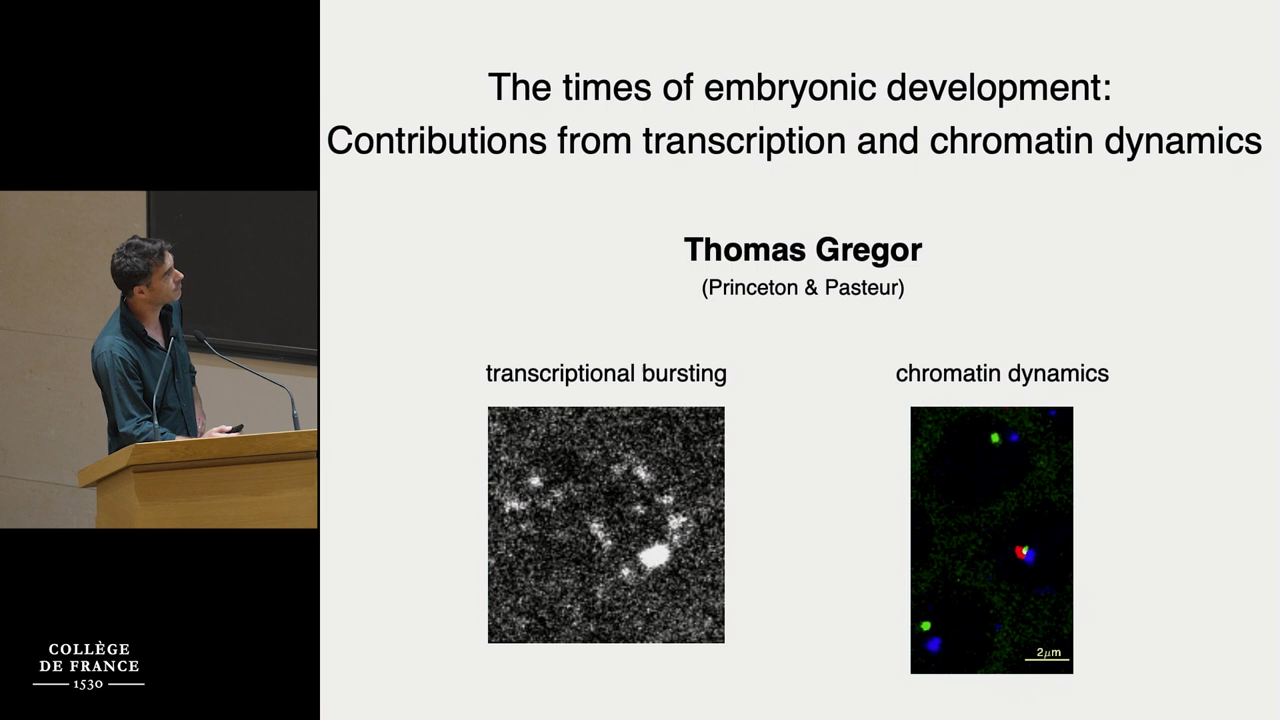 The times of embryonic development:
Contributions from transcription and chromatin dynamics
Thomas Gregor
(Princeton & Pasteur)
transcriptional bursting
chromatin dynamics
2μm
COLLÈGE
DE FRANCE
1530